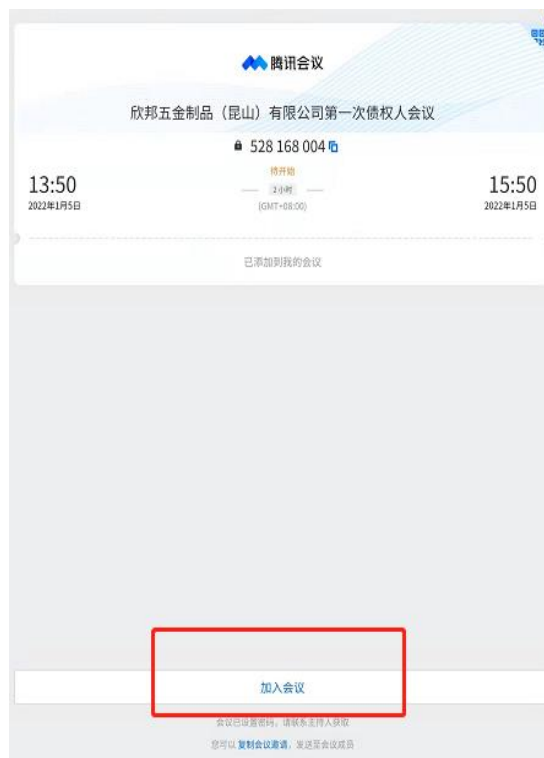 腾讯会议
欣邦五金制品（昆山）有限公司第一次债权人会议
528 168 004
待开始
13:50 2小时 15:50
2022年1月5日 (GMT+08:00) 2022年1月5日
已添加到我的会议
加入会议
会议已设置密码，请联系主持人获取
您可以 复制会议邀请，发送至会议成员